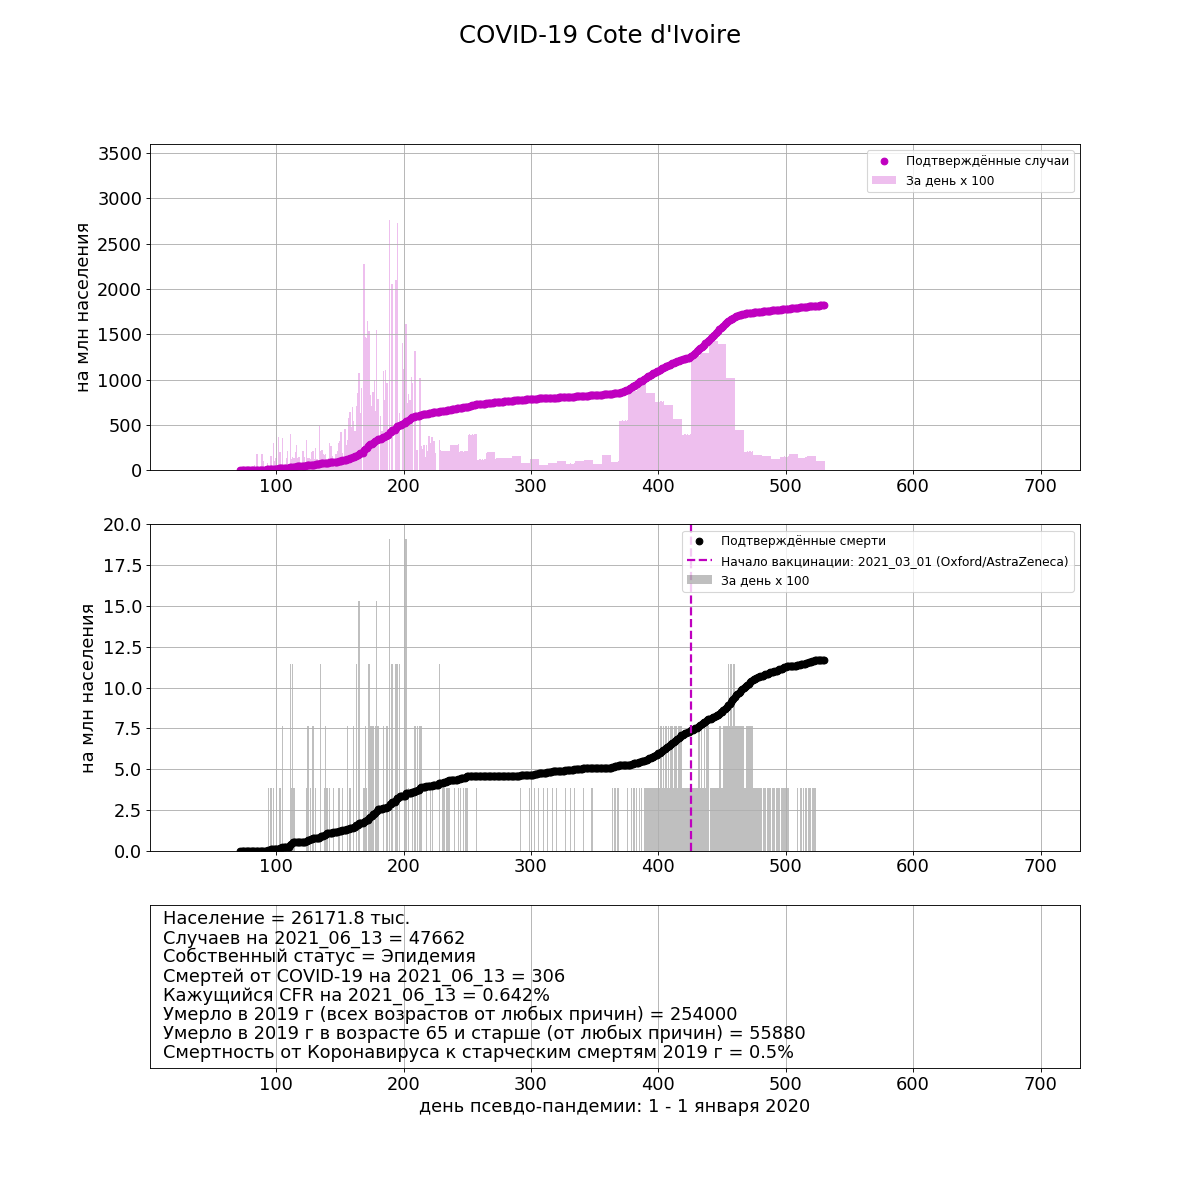 COVID-19 Cote d'Ivoire
3500
3000
2500
2000
1500
1000
500
0
на млн населения
Подтверждённые случаи
За день x 100
100 200 300 400 500 600 700
20.0
17.5
15.0
12.5
10.0
7.5
5.0
2.5
0.0
на млн населения
Подтверждённые смерти
Начало вакцинации: 2021_03_01 (Oxford/AstraZeneca)
За день x 100
100 200 300 400 500 600 700
Население = 26171.8 тыс.
Случаев на 2021_06_13 = 47662
Собственный статус = Эпидемия
Смертей от COVID-19 на 2021_06_13 = 306
Кажущийся CFR на 2021_06_13 = 0.642%
Умерло в 2019 г (всех возрастов от любых причин) = 254000
Умерло в 2019 г в возрасте 65 и старше (от любых причин) = 55880
Смертность от Коронавируса к старческим смертям 2019 г = 0.5%
100 200 300 400 500 600 700
день псевдо-пандемии: 1 - 1 января 2020